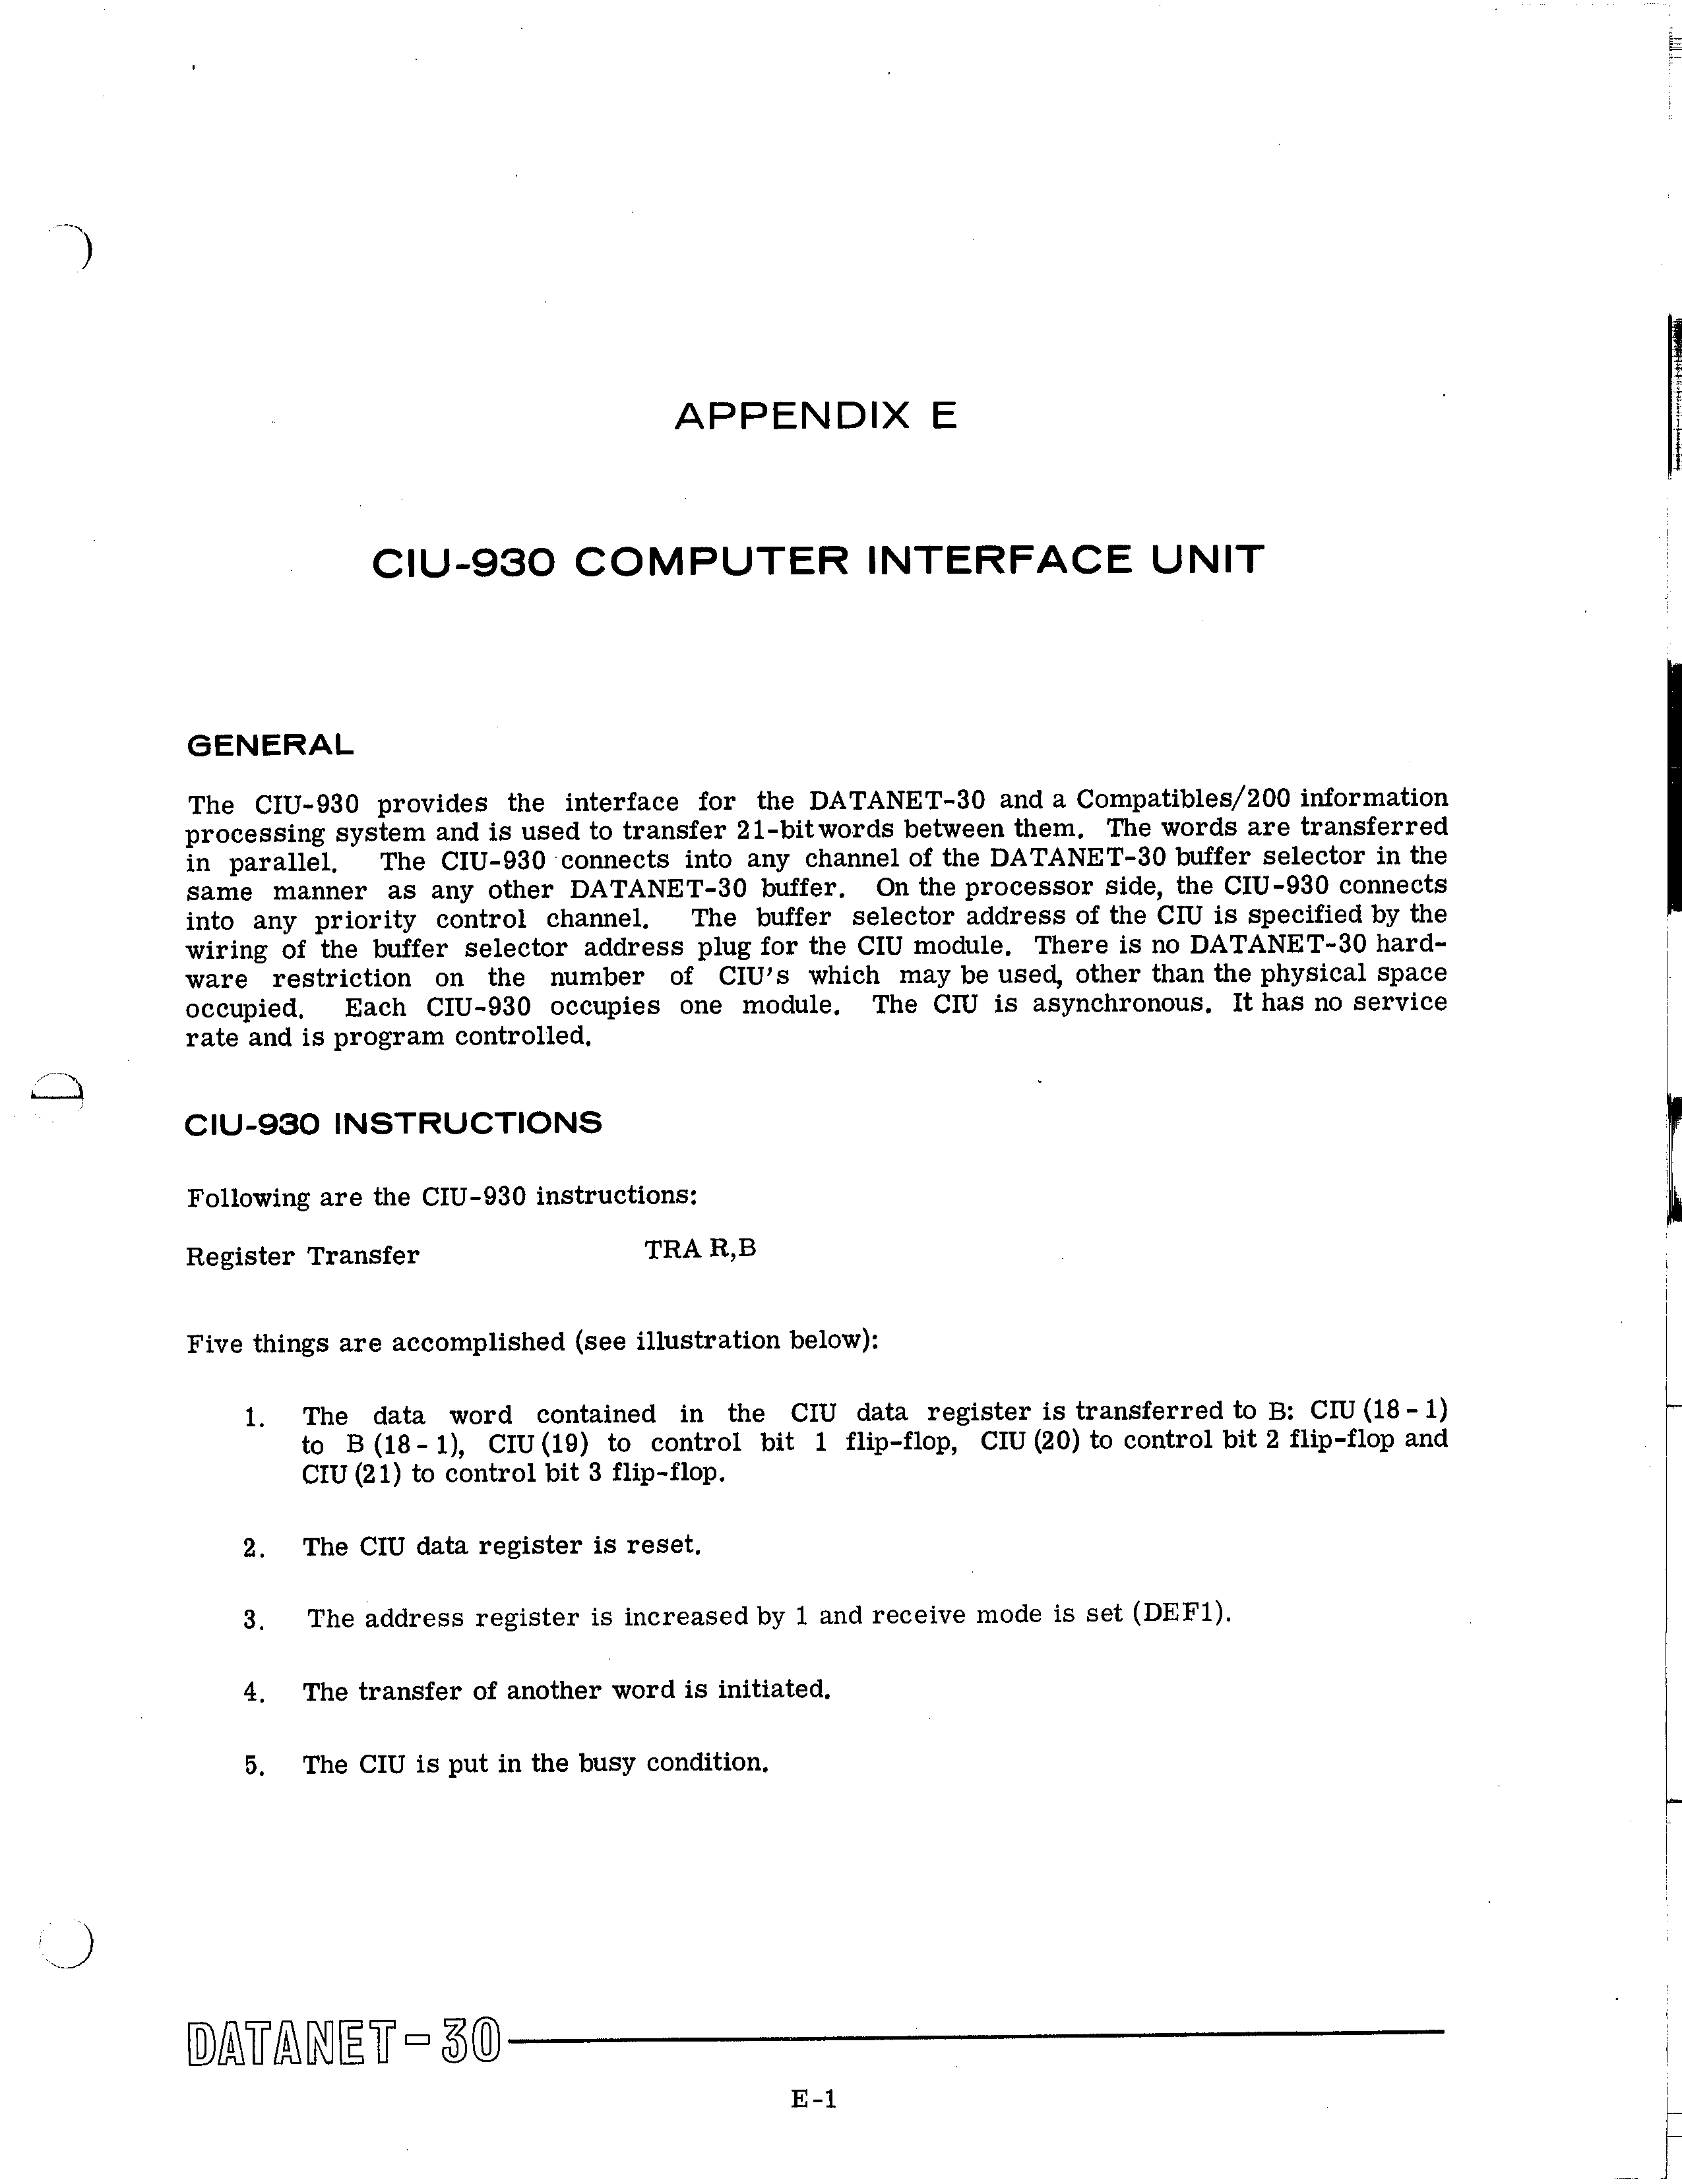 APPENDIX E
CIU-930 COMPUTER INTERFACE UNIT
GENERAL
The CIU-930 provides the interface for the DATANET-30 and a Compatibles/200 information
processing system and is used to transfer 21-bit words between them. The words are transferred
in parallel. The CIU-930 connects into any channel of the DATANET-30 buffer selector in the
same manner as any other DATANET-30 buffer. On the processor side, the CIU-930 connects
into any priority control channel. The buffer selector address of the CIU is specified by the
wiring of the buffer selector address plug for the CIU module. There is no DATANET-30 hard-
ware restriction on the number of CIU's which may be used, other than the physical space
occupied. Each CIU-930 occupies one module. The CIU is asynchronous. It has no service
rate and is program controlled.
CIU-930 INSTRUCTIONS
Following are the CIU-930 instructions:
Register Transfer TRA R,B
Five things are accomplished (see illustration below):
1. The data word contained in the CIU data register is transferred to B: CIU (18 - 1)
to B (18 - 1), CIU (19) to control bit 1 flip-flop, CIU (20) to control bit 2 flip-flop and
CIU (21) to control bit 3 flip-flop.
2. The CIU data register is reset.
3. The address register is increased by 1 and receive mode is set (DEF1).
4. The transfer of another word is initiated.
5. The CIU is put in the busy condition.
DATANET-30
E-1